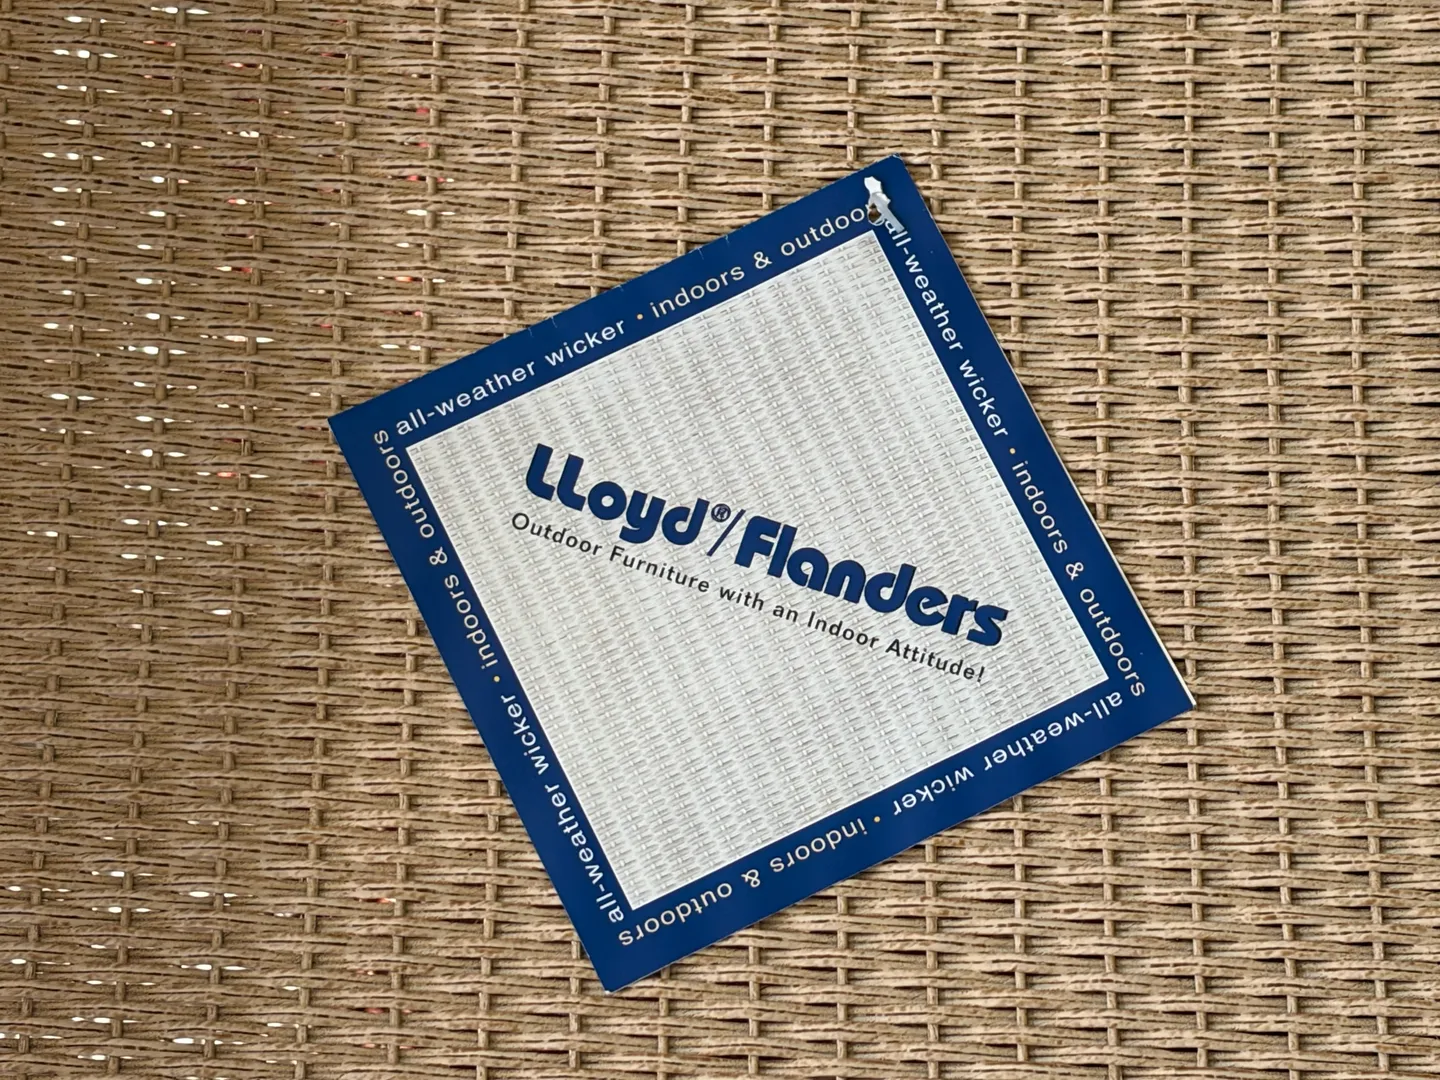 all-weather wicker • indoors & outdoors
all-weather wicker • indoors & outdoors
LLoyd®/Flanders
Outdoor Furniture with an Indoor Attitude!
all-weather wicker • indoors & outdoors
all-weather wicker • indoors & outdoors